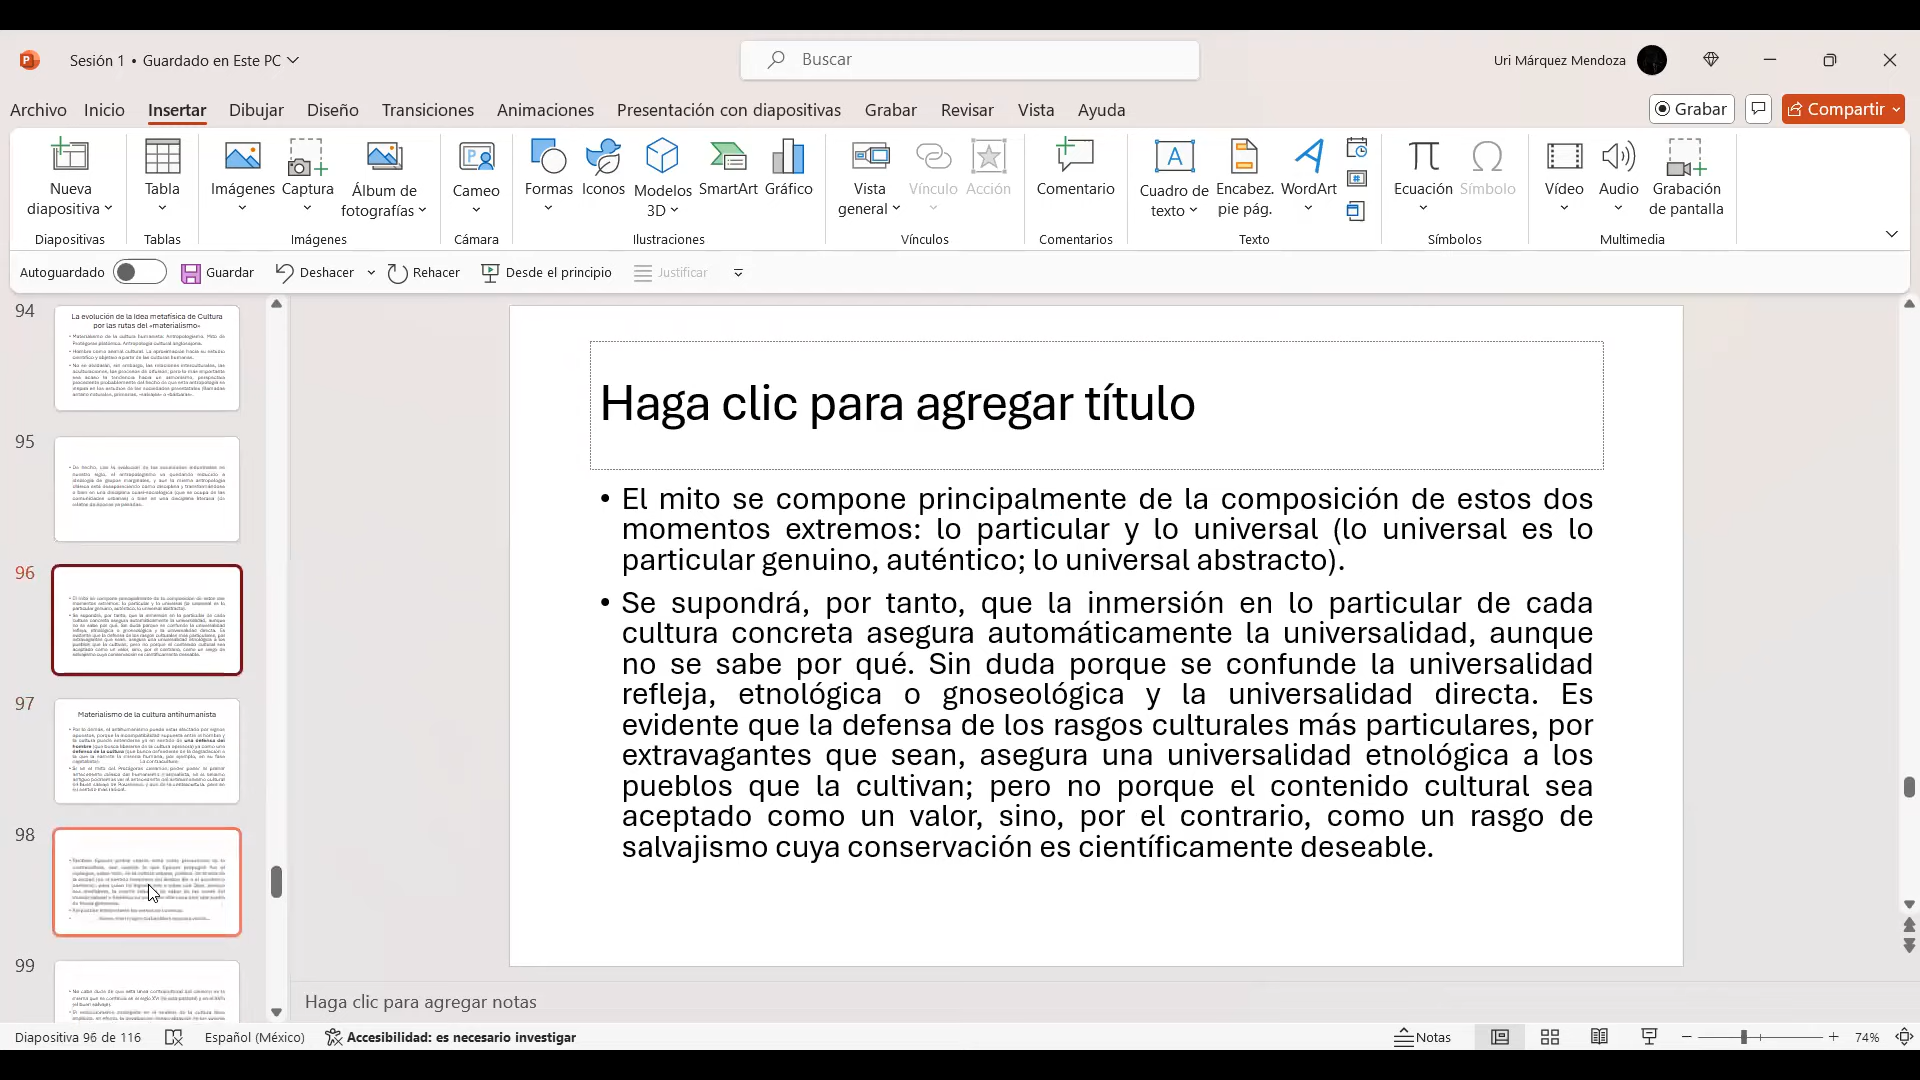 Sesión 1 • Guardado en Este PC
Buscar
Uri Márquez Mendoza
Archivo Inicio Insertar Dibujar Diseño Transiciones Animaciones Presentación con diapositivas Grabar Revisar Vista Ayuda
Grabar
Compartir
Nueva diapositiva
Tabla
Imágenes
Captura
Álbum de fotografías
Cameo
Formas
Iconos
Modelos 3D
SmartArt
Gráfico
Vista general
Vínculo
Acción
Comentario
Cuadro de texto
Encabez. pie pág.
WordArt
Ecuación
Símbolo
Vídeo
Audio
Grabación de pantalla
Diapositivas
Tablas
Imágenes
Cámara
Ilustraciones
Vínculos
Comentarios
Texto
Símbolos
Multimedia
Autoguardado
Guardar
Deshacer
Rehacer
Desde el principio
Justificar
94
La evolución de la Idea metafísica de Cultura
por las rutas del «materialismo»
95
96
97
Materialismo de la cultura antihumanista
98
99
Haga clic para agregar título
• El mito se compone principalmente de la composición de estos dos
momentos extremos: lo particular y lo universal (lo universal es lo
particular genuino, auténtico; lo universal abstracto).
• Se supondrá, por tanto, que la inmersión en lo particular de cada
cultura concreta asegura automáticamente la universalidad, aunque
no se sabe por qué. Sin duda porque se confunde la universalidad
refleja, etnológica o gnoseológica y la universalidad directa. Es
evidente que la defensa de los rasgos culturales más particulares, por
extravagantes que sean, asegura una universalidad etnológica a los
pueblos que la cultivan; pero no porque el contenido cultural sea
aceptado como un valor, sino, por el contrario, como un rasgo de
salvajismo cuya conservación es científicamente deseable.
Haga clic para agregar notas
Diapositiva 96 de 116
Español (México)
Accesibilidad: es necesario investigar
Notas
74%